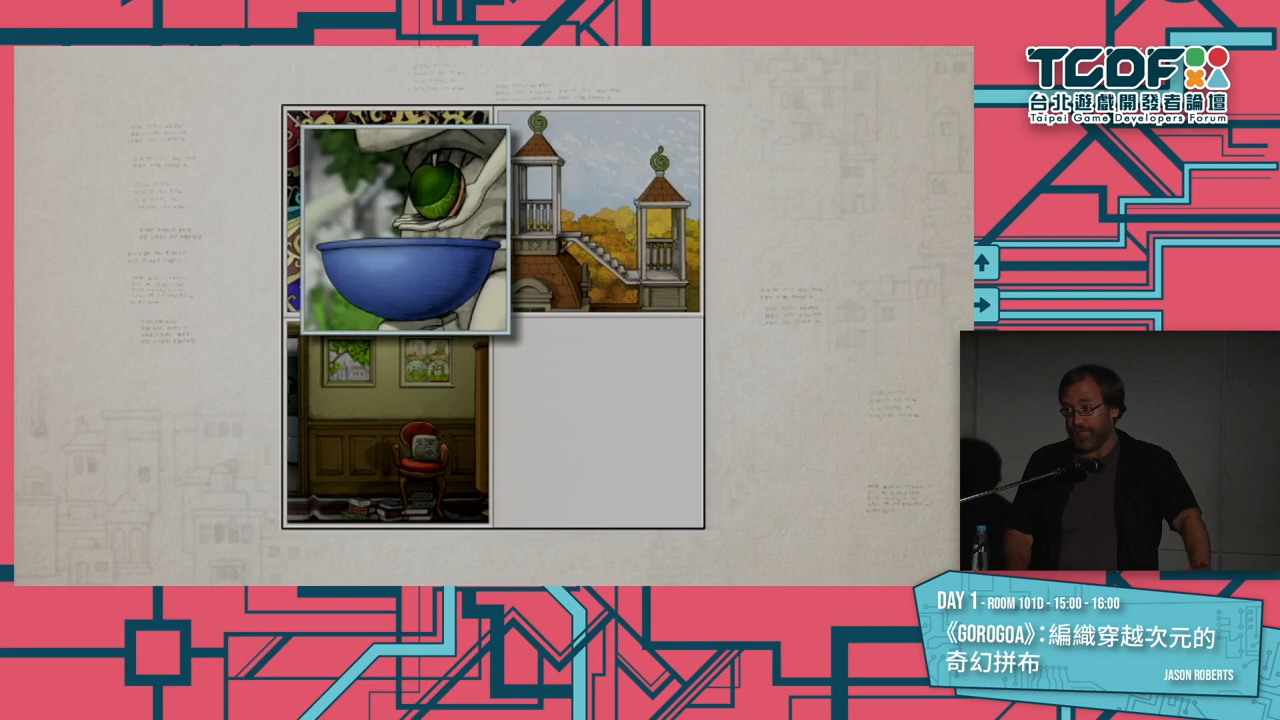 TGDF
台北遊戲開發者論壇
Taipei Game Developers Forum
DAY 1 - ROOM 101D - 15:00 - 16:00
《GOROGOA》：編織穿越次元的
奇幻拼布
JASON ROBERTS